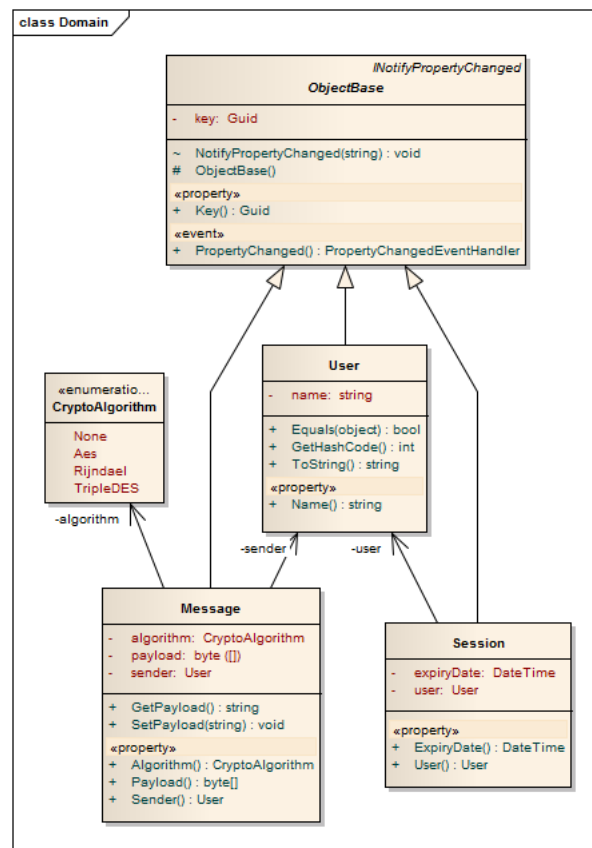 class Domain
INotifyPropertyChanged
ObjectBase
- key: Guid
~ NotifyPropertyChanged(string) : void
# ObjectBase()
«property»
+ Key() : Guid
«event»
+ PropertyChanged() : PropertyChangedEventHandler
User
- name: string
+ Equals(object) : bool
+ GetHashCode() : int
+ ToString() : string
«property»
+ Name() : string
«enumeratio...
CryptoAlgorithm
None
Aes
Rijndael
TripleDES
-algorithm
-sender
-user
Message
- algorithm: CryptoAlgorithm
- payload: byte ([])
- sender: User
+ GetPayload() : string
+ SetPayload(string) : void
«property»
+ Algorithm() : CryptoAlgorithm
+ Payload() : byte[]
+ Sender() : User
Session
- expiryDate: DateTime
- user: User
«property»
+ ExpiryDate() : DateTime
+ User() : User